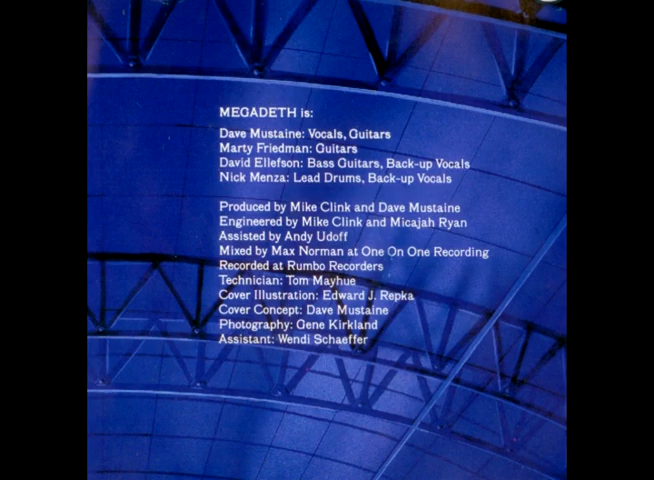 MEGADETH is:
Dave Mustaine: Vocals, Guitars
Marty Friedman: Guitars
David Ellefson: Bass Guitars, Back-up Vocals
Nick Menza: Lead Drums, Back-up Vocals
Produced by Mike Clink and Dave Mustaine
Engineered by Mike Clink and Micajah Ryan
Assisted by Andy Udoff
Mixed by Max Norman at One On One Recording
Recorded at Rumbo Recorders
Technician: Tom Mayhue
Cover Illustration: Edward J. Repka
Cover Concept: Dave Mustaine
Photography: Gene Kirkland
Assistant: Wendi Schaeffer